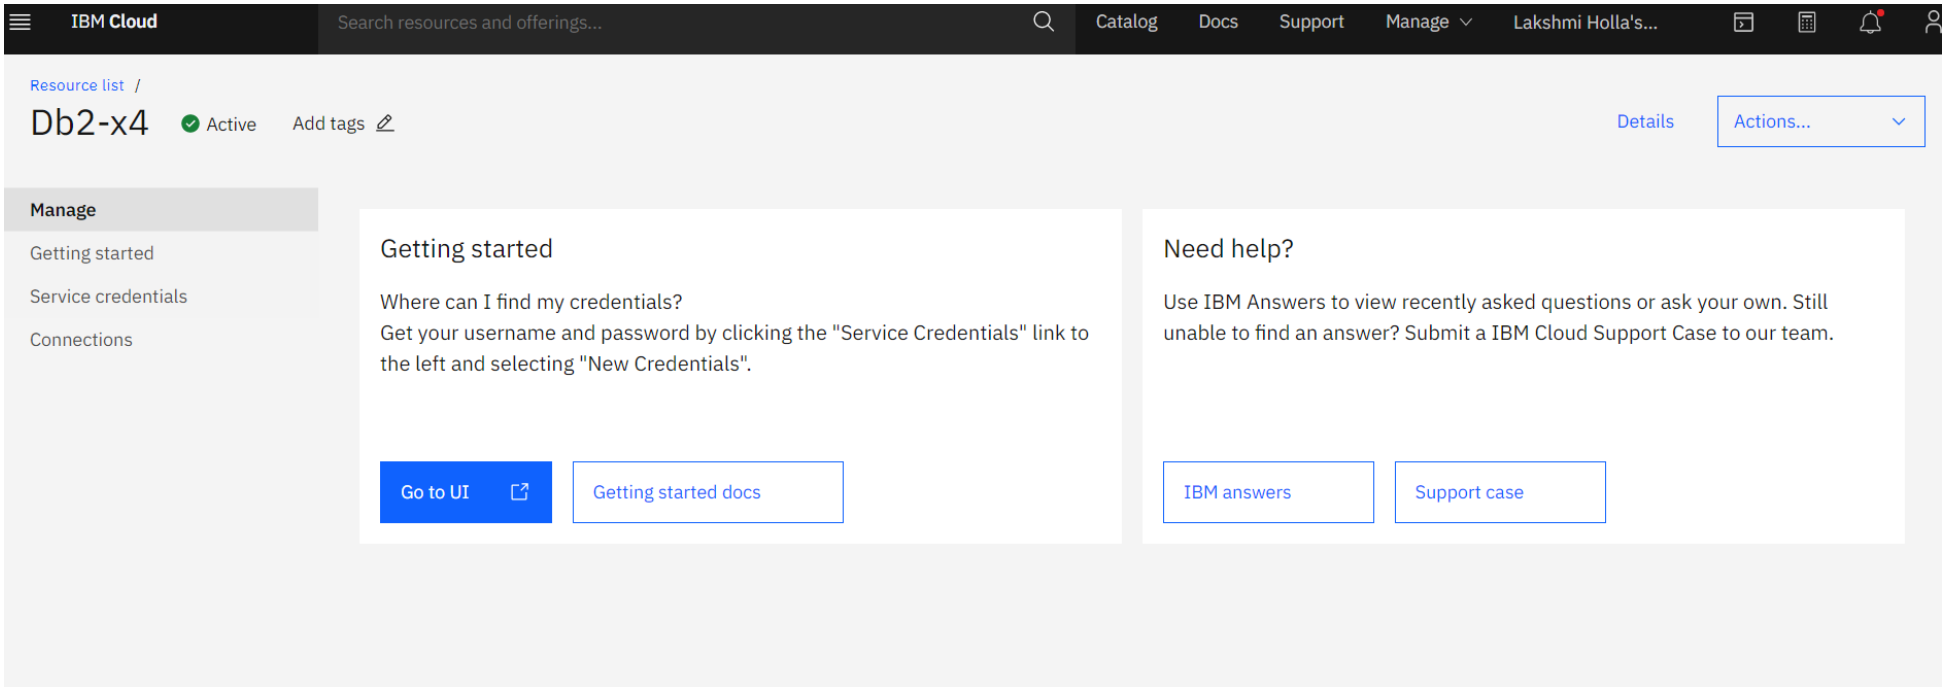 IBM Cloud
Search resources and offerings...
Catalog
Docs
Support
Manage
Lakshmi Holla's...
Resource list /
Db2-x4
Active
Add tags
Details
Actions...
Manage
Getting started
Service credentials
Connections
Getting started
Where can I find my credentials?
Get your username and password by clicking the "Service Credentials" link to
the left and selecting "New Credentials".
Go to UI
Getting started docs
Need help?
Use IBM Answers to view recently asked questions or ask your own. Still
unable to find an answer? Submit a IBM Cloud Support Case to our team.
IBM answers
Support case